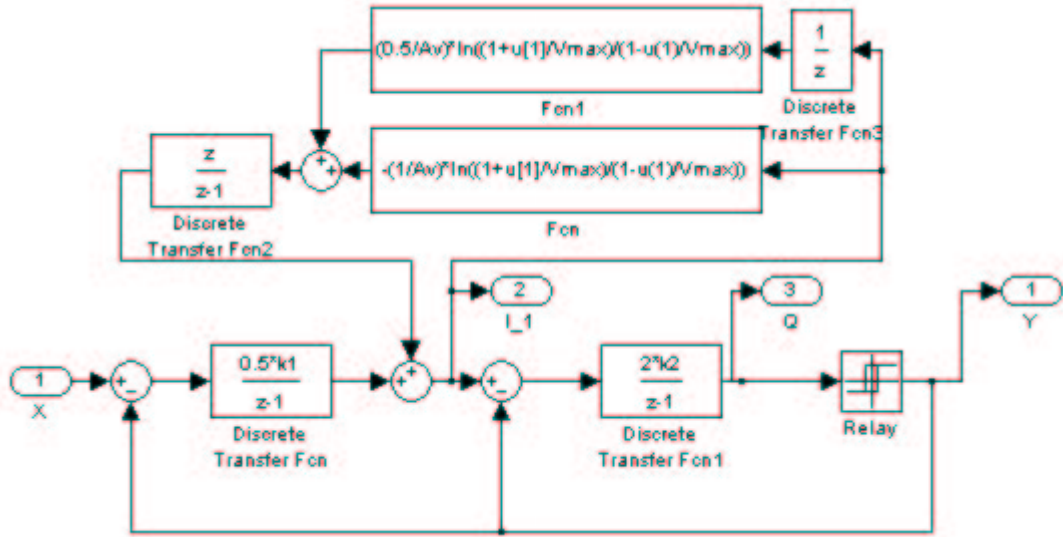 (0.5/Av)*ln((1+u[1]/Vmax)/(1-u(1)/Vmax))
Fcn1
1
z
Discrete
Transfer Fcn3
-(1/Av)*ln((1+u[1]/Vmax)/(1-u(1)/Vmax))
Fcn
z
z-1
Discrete
Transfer Fcn2
2
I_1
3
Q
1
Y
1
X
0.5*k1
z-1
Discrete
Transfer Fcn
2*k2
z-1
Discrete
Transfer Fcn1
Relay